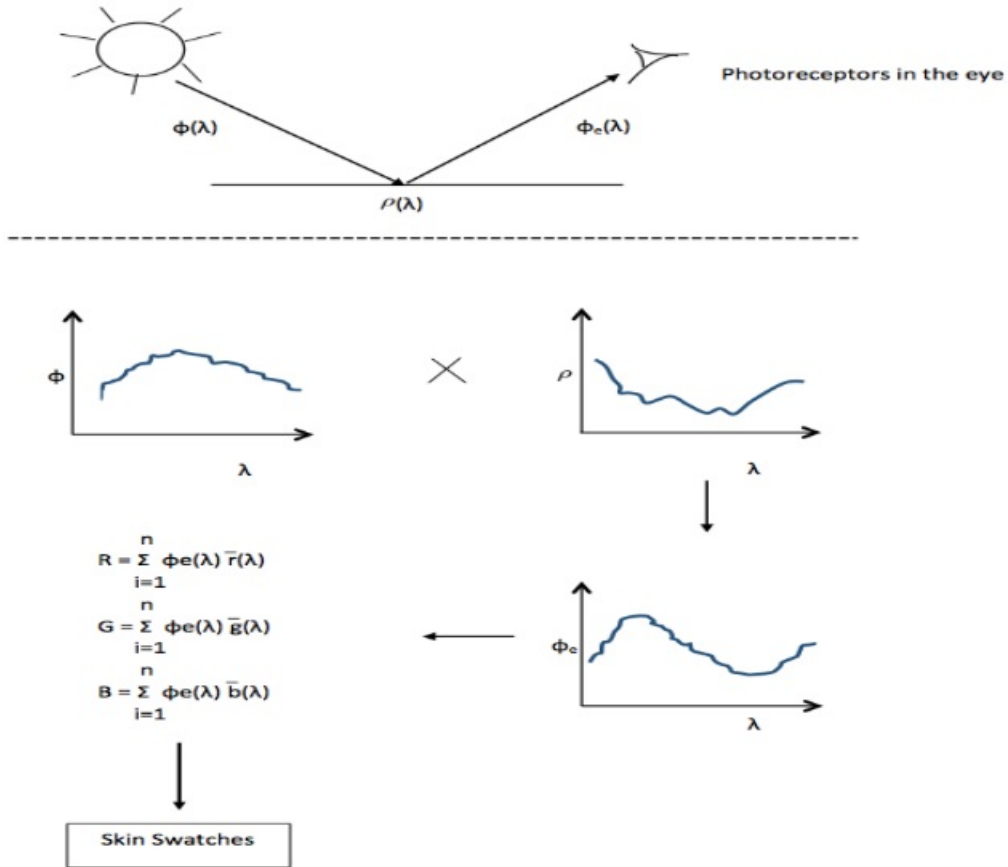 Photoreceptors in the eye
ϕ(λ)
ϕₑ(λ)
ρ(λ)
ϕ
λ
ρ
λ
n
R = Σ ϕe(λ) r̅(λ)
i=1
n
G = Σ ϕe(λ) g̅(λ)
i=1
n
B = Σ ϕe(λ) b̅(λ)
i=1
ϕₑ
λ
Skin Swatches